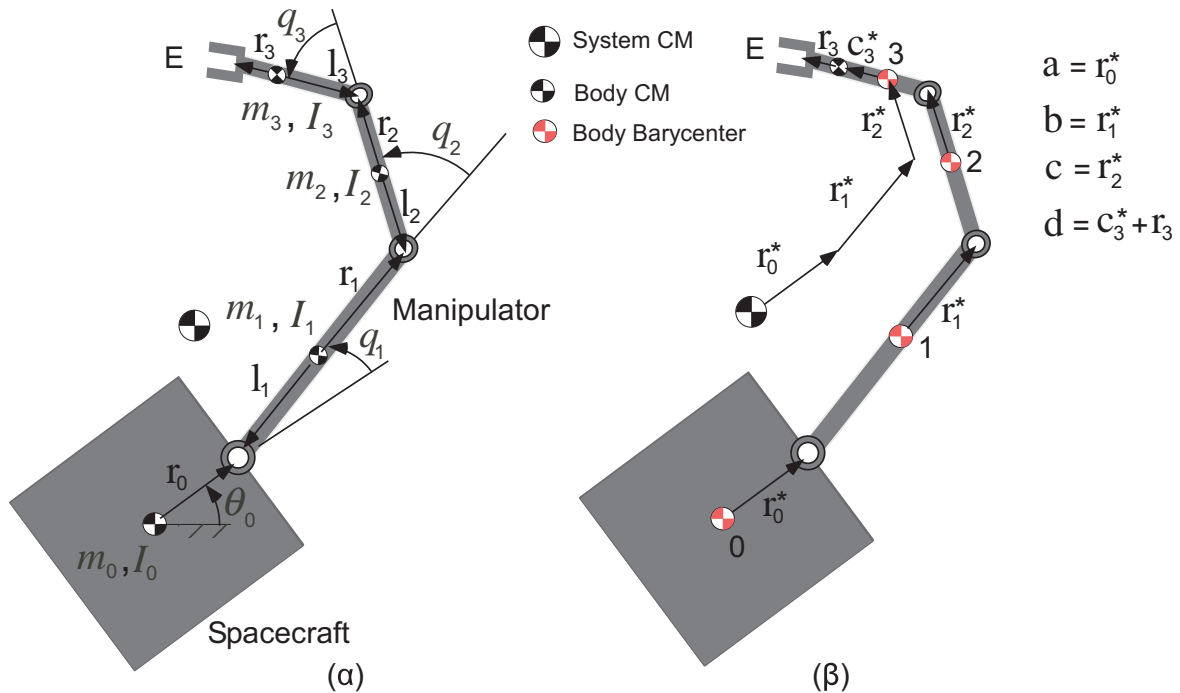 q₃
E
r₃
l₃
m₃, I₃
r₂
q₂
m₂, I₂
l₂
r₁
m₁, I₁
Manipulator
q₁
l₁
r₀
θ₀
m₀, I₀
Spacecraft
(α)
System CM
Body CM
Body Barycenter
E
r₃
c₃*
3
r₂*
r₂*
2
r₁*
r₀*
r₁*
1
r₀*
0
(β)
a = r₀*
b = r₁*
c = r₂*
d = c₃* + r₃